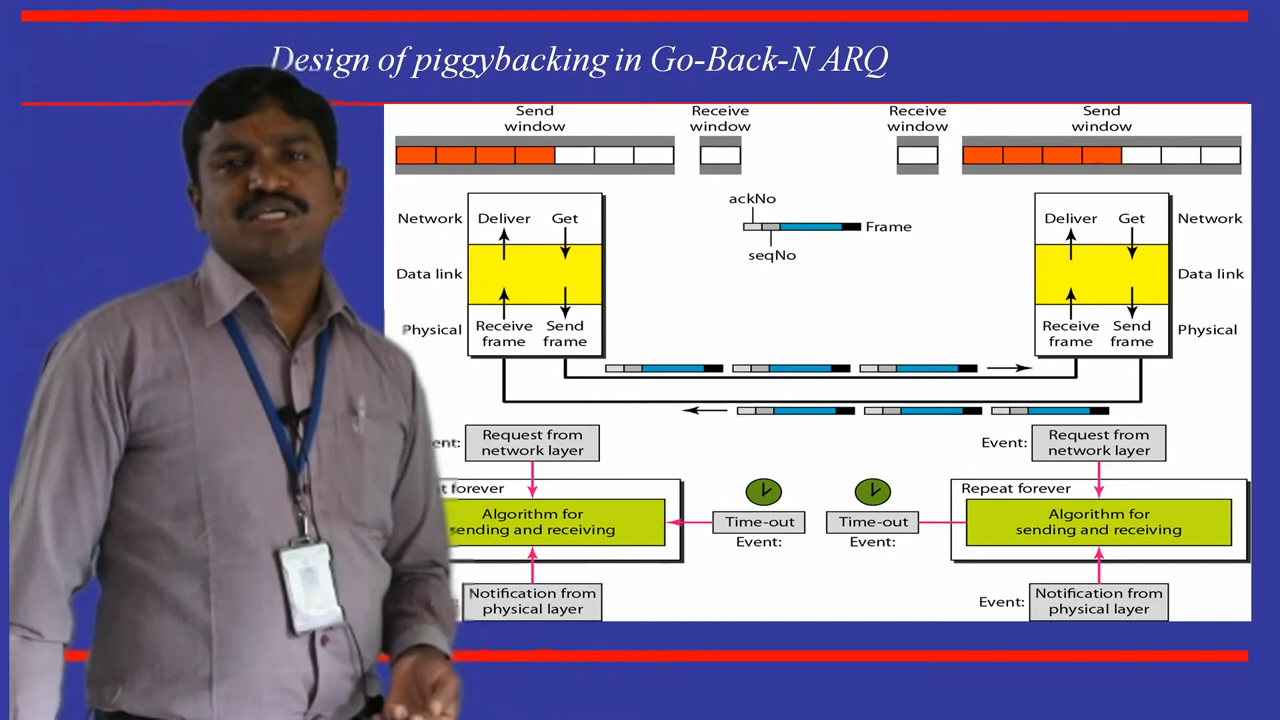 Design of piggybacking in Go-Back-N ARQ
Send
window
Receive
window
Receive
window
Send
window
ackNo
Frame
seqNo
Network
Deliver
Get
Data link
Physical
Receive
frame
Send
frame
Deliver
Get
Network
Data link
Receive
frame
Send
frame
Physical
ent:
Request from
network layer
Event:
Request from
network layer
t forever
Algorithm for
sending and receiving
Time-out
Event:
Time-out
Event:
Repeat forever
Algorithm for
sending and receiving
Notification from
physical layer
Event:
Notification from
physical layer